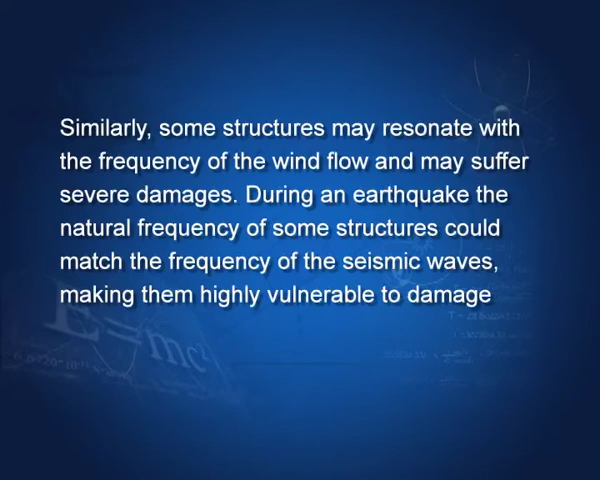 Similarly, some structures may resonate with
the frequency of the wind flow and may suffer
severe damages. During an earthquake the
natural frequency of some structures could
match the frequency of the seismic waves,
making them highly vulnerable to damage
E=mc²